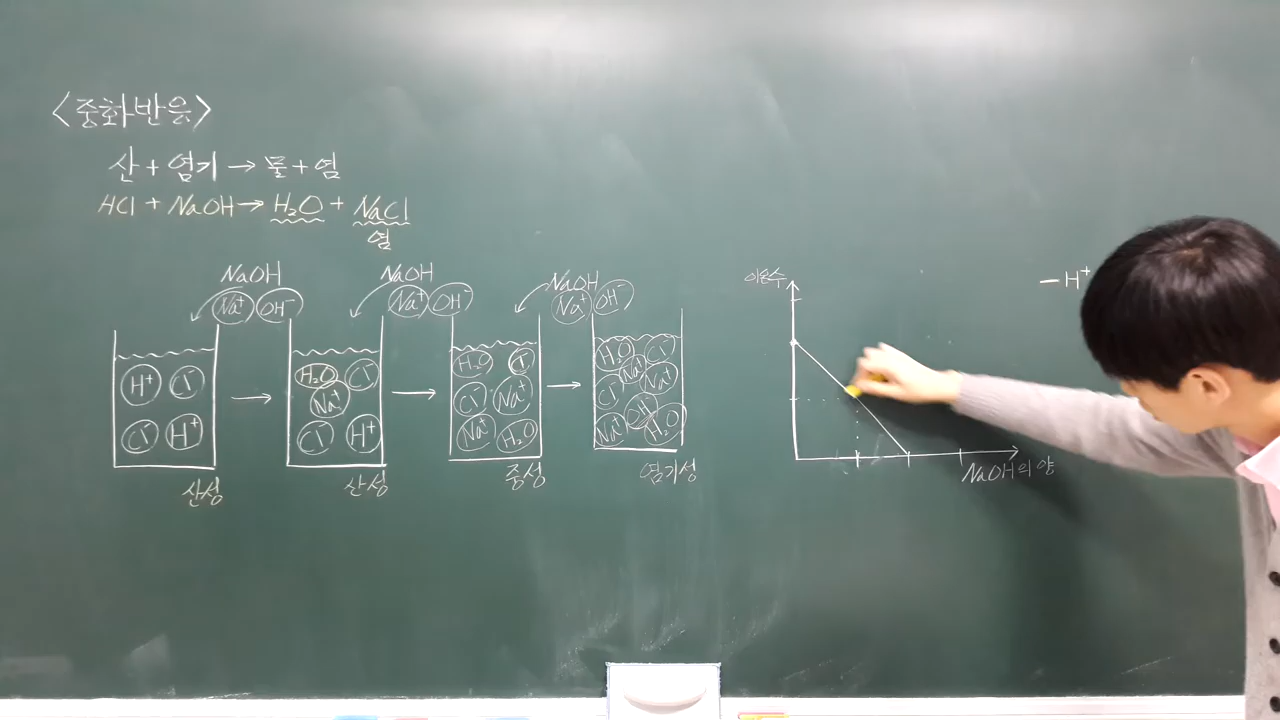 <중화반응>
산 + 염기 → 물 + 염
HCl + NaOH → H₂O + NaCl
염
NaOH
Na⁺ OH⁻
NaOH
Na⁺ OH⁻
NaOH
Na⁺ OH⁻
H⁺ Cl⁻
Cl⁻ H⁺
산성
H₂O Cl⁻
Na⁺
Cl⁻ H⁺
산성
H₂O Cl⁻
Cl⁻ Na⁺
Na⁺ H₂O
중성
H₂O Cl⁻
Na⁺
Cl⁻ Na⁺
OH⁻
Na⁺ H₂O
염기성
이온수
NaOH의 양
– H⁺